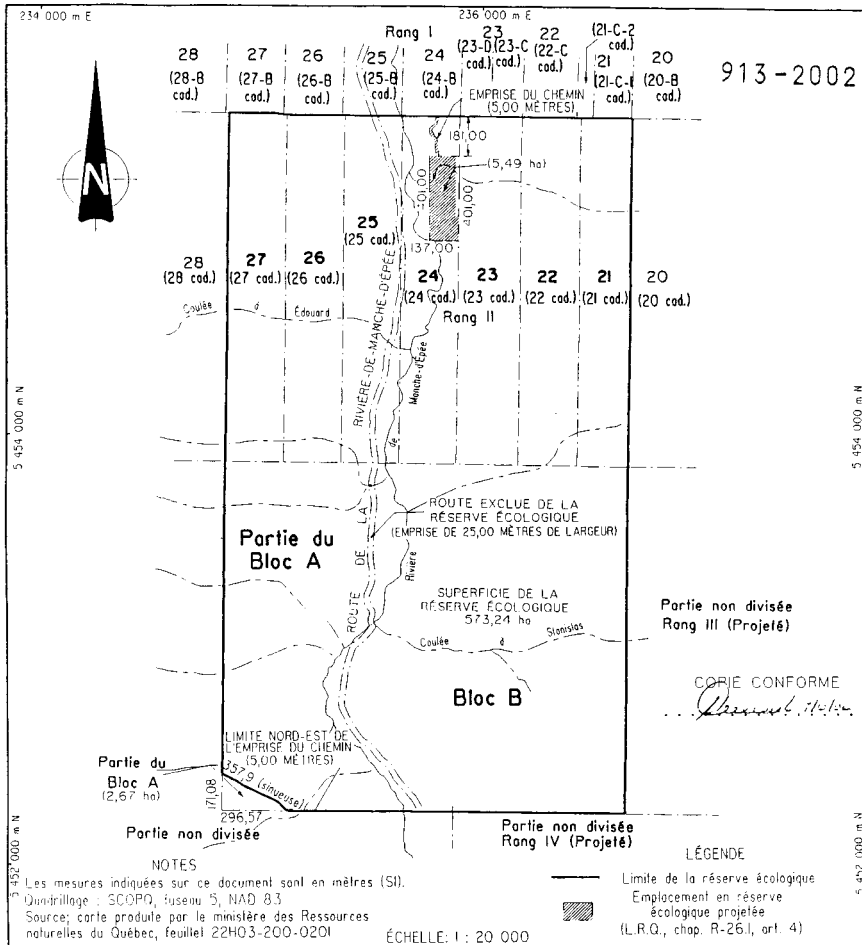 234 000 m E
236 000 m E
Rang I
28
(28-B
cad.)
27
(27-B
cad.)
26
(26-B
cad.)
25
(25-B
cad.)
24
(24-B
cad.)
23
(23-D
cad.)
(23-C
cad.)
22
(22-C
cad.)
(21-C-2
cad.)
21
(21-C-1
cad.)
20
(20-B
cad.)
913-2002
EMPRISE DU CHEMIN
(5,00 MÈTRES)
N
181,00
(5,49 ha)
401,00
401,00
137,00
28
(28 cad.)
27
(27 cad.)
26
(26 cad.)
25
(25 cad.)
24
(24 cad.)
23
(23 cad.)
22
(22 cad.)
21
(21 cad.)
20
(20 cad.)
Rang II
Coulée d Édouard
ROUTE DE LA RIVIÈRE-DE-MANCHE-D'ÉPÉE
Rivière de Manche-d'Épée
5 454 000 m N
5 454 000 m N
ROUTE EXCLUE DE LA
RÉSERVE ÉCOLOGIQUE
(EMPRISE DE 25,00 MÈTRES DE LARGEUR)
Partie du
Bloc A
SUPERFICIE DE LA
RÉSERVE ÉCOLOGIQUE
573,24 ha
Partie non divisée
Rang III (Projeté)
Coulée d Stanislas
Bloc B
COPIE CONFORME
LIMITE NORD-EST DE
L'EMPRISE DU CHEMIN
(5,00 MÈTRES)
Partie du
Bloc A
(2,67 ha)
357,9 (sinueuse)
171,08
296,57
Partie non divisée
Partie non divisée
Rang IV (Projeté)
5 452 000 m N
5 452 000 m N
NOTES
Les mesures indiquées sur ce document sont en mètres (SI).
Quadrillage : SCOPQ, fuseau 5, NAD 83
Source; carte produite par le ministère des Ressources
naturelles du Québec, feuillet 22H03-200-0201
ÉCHELLE: 1 : 20 000
LÉGENDE
Limite de la réserve écologique
Emplacement en réserve
écologique projetée
(L.R.Q., chap. R-26.1, art. 4)